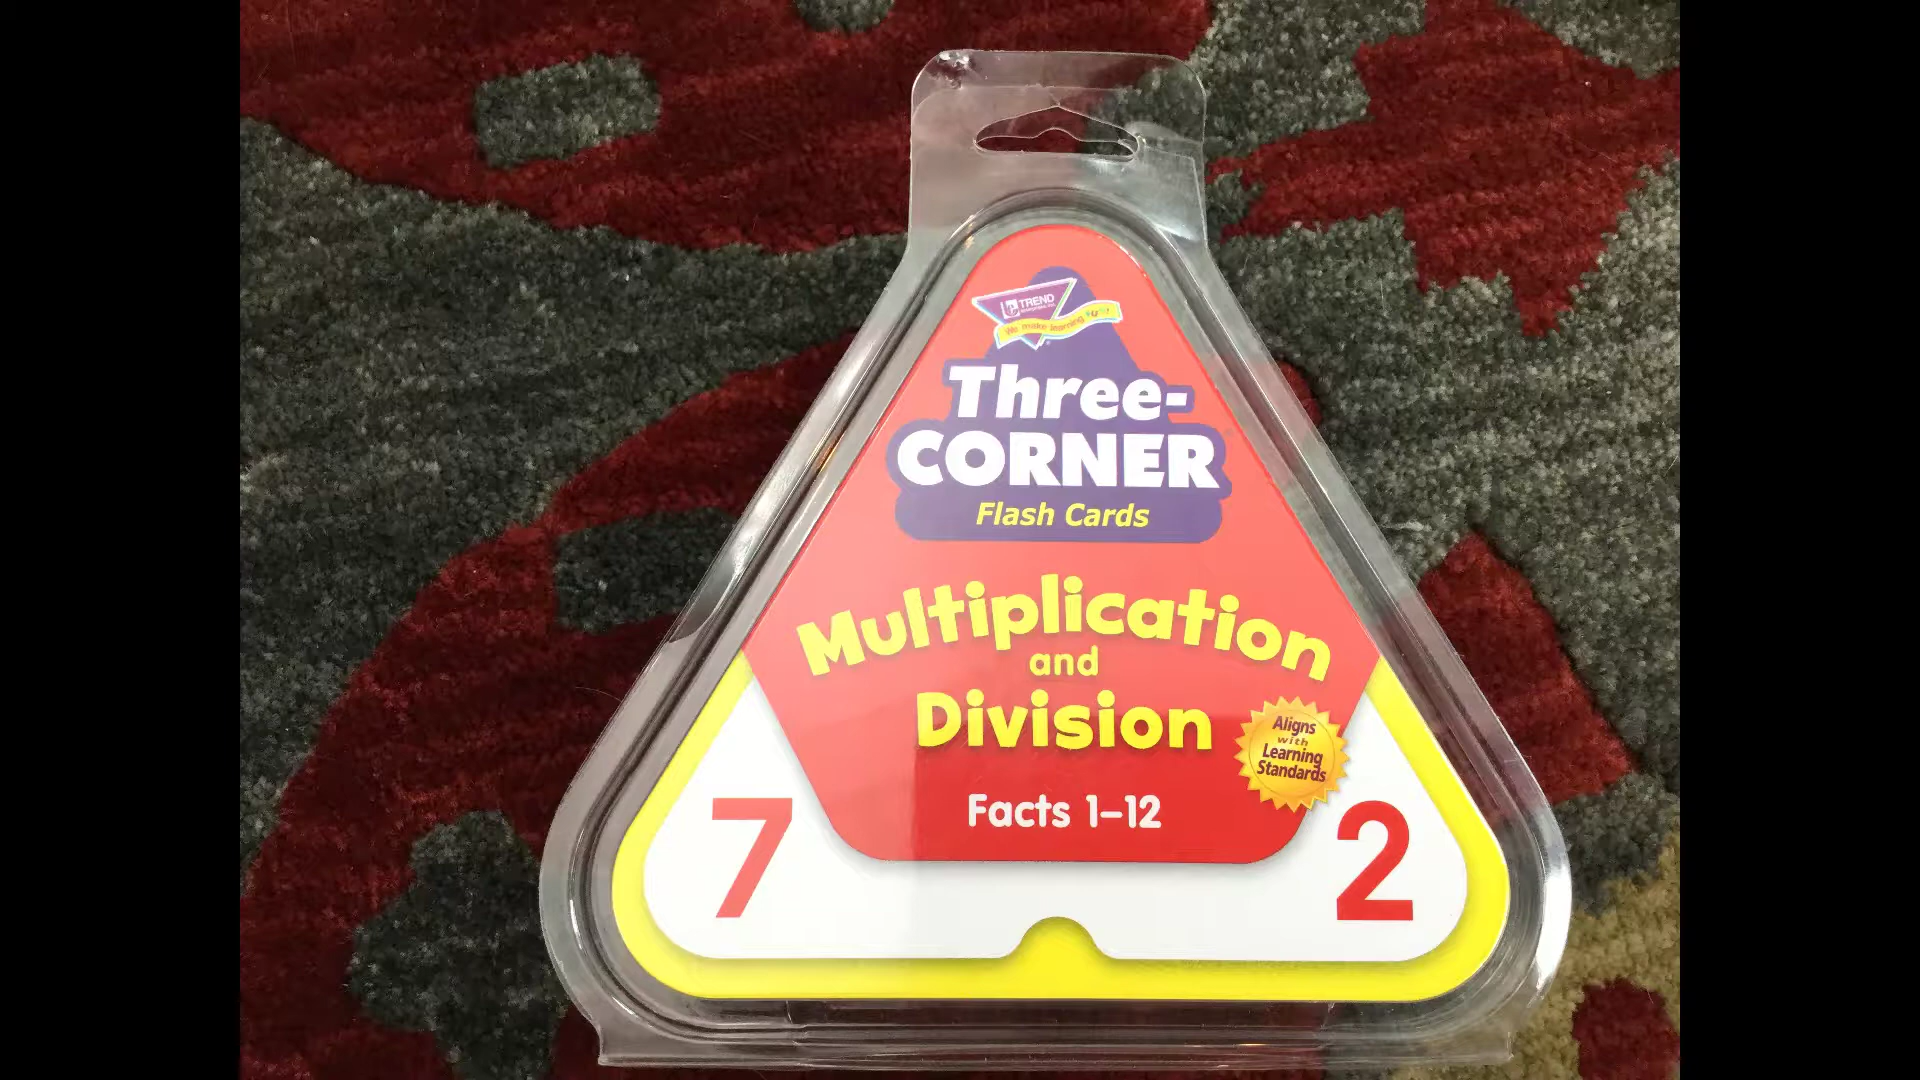 TREND
We make learning FUN!
Three-
CORNER
Flash Cards
Multiplication
and
Division
Facts 1–12
Aligns
with
Learning
Standards
7
2